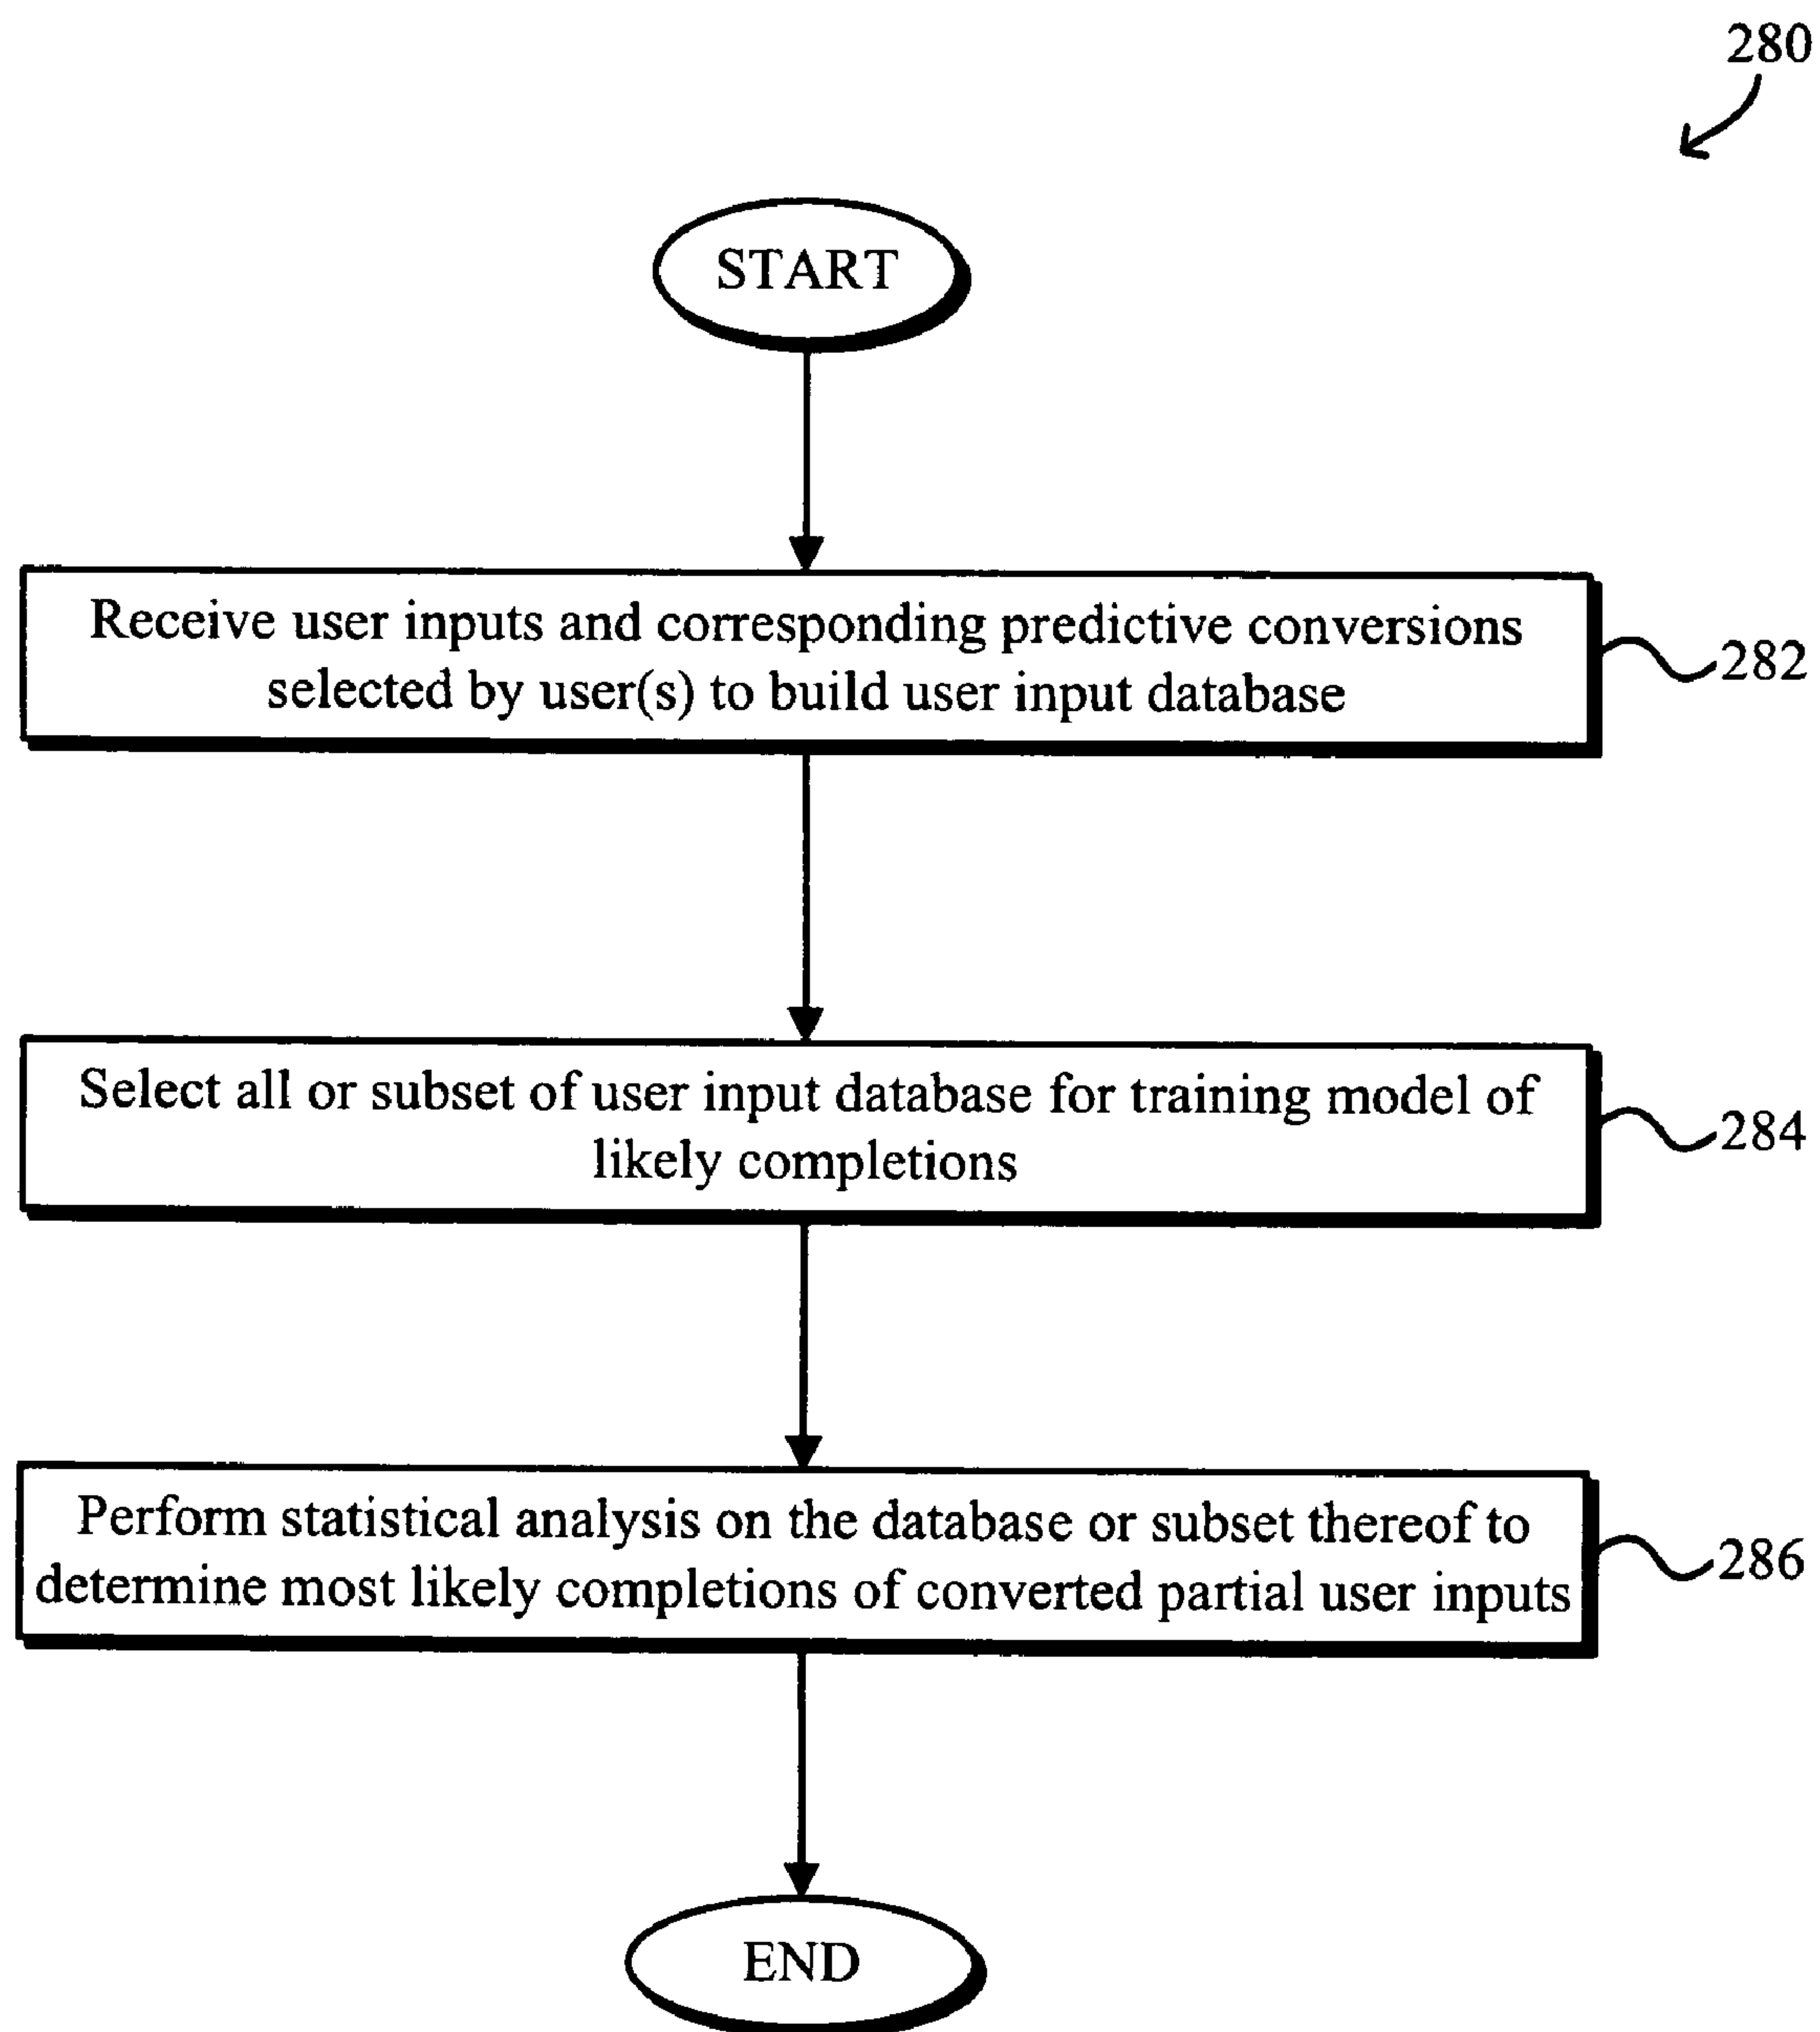 280
START
Receive user inputs and corresponding predictive conversions
selected by user(s) to build user input database
282
Select all or subset of user input database for training model of
likely completions
284
Perform statistical analysis on the database or subset thereof to
determine most likely completions of converted partial user inputs
286
END